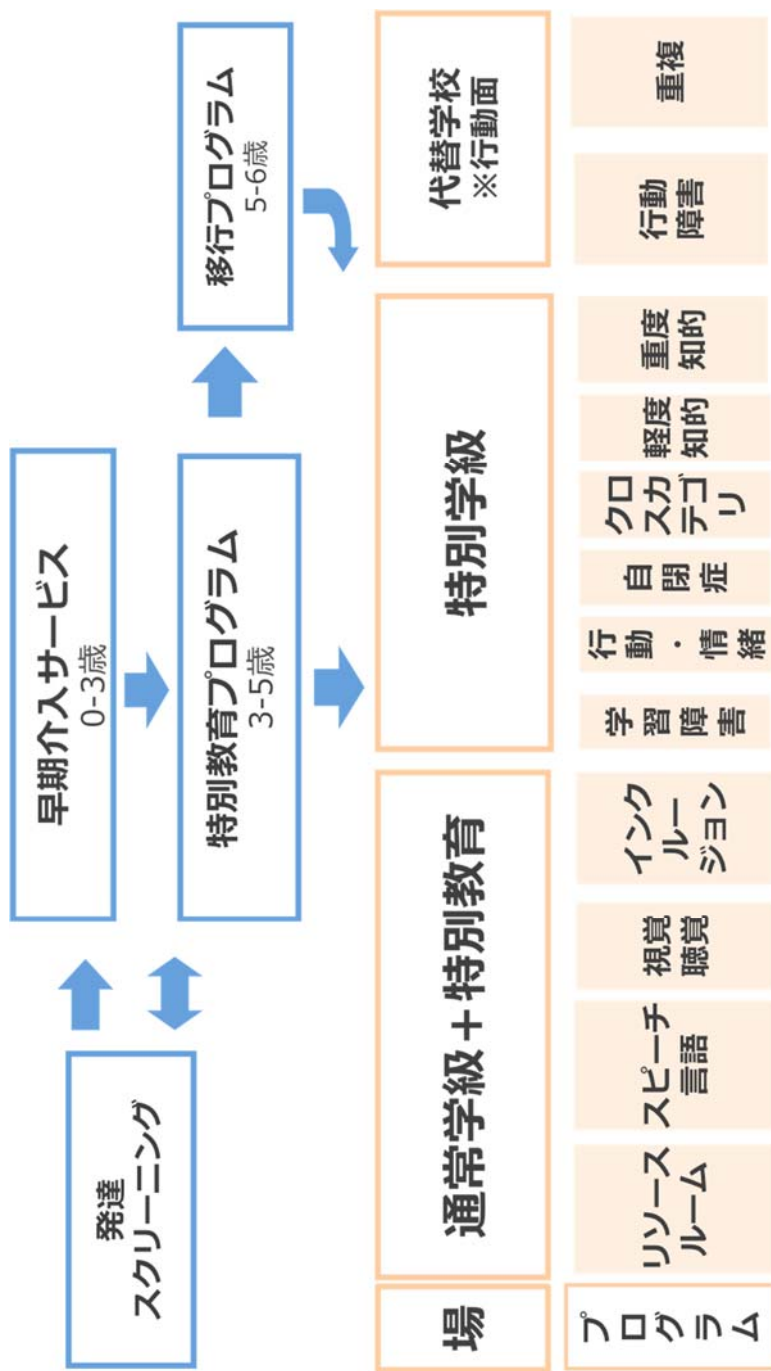 発達
スクリーニング
早期介入サービス
0-3歳
特別教育プログラム
3-5歳
移行プログラム
5-6歳
場
通常学級＋特別教育
特別学級
代替学校
※行動面
プログラム
リソース
ルーム
スピーチ
言語
視覚
聴覚
インク
ルー
ジョン
学習障害
行動・情緒
自閉症
クロ
スカ
テゴ
リ
軽度
知的
重度
知的
行動
障害
重複